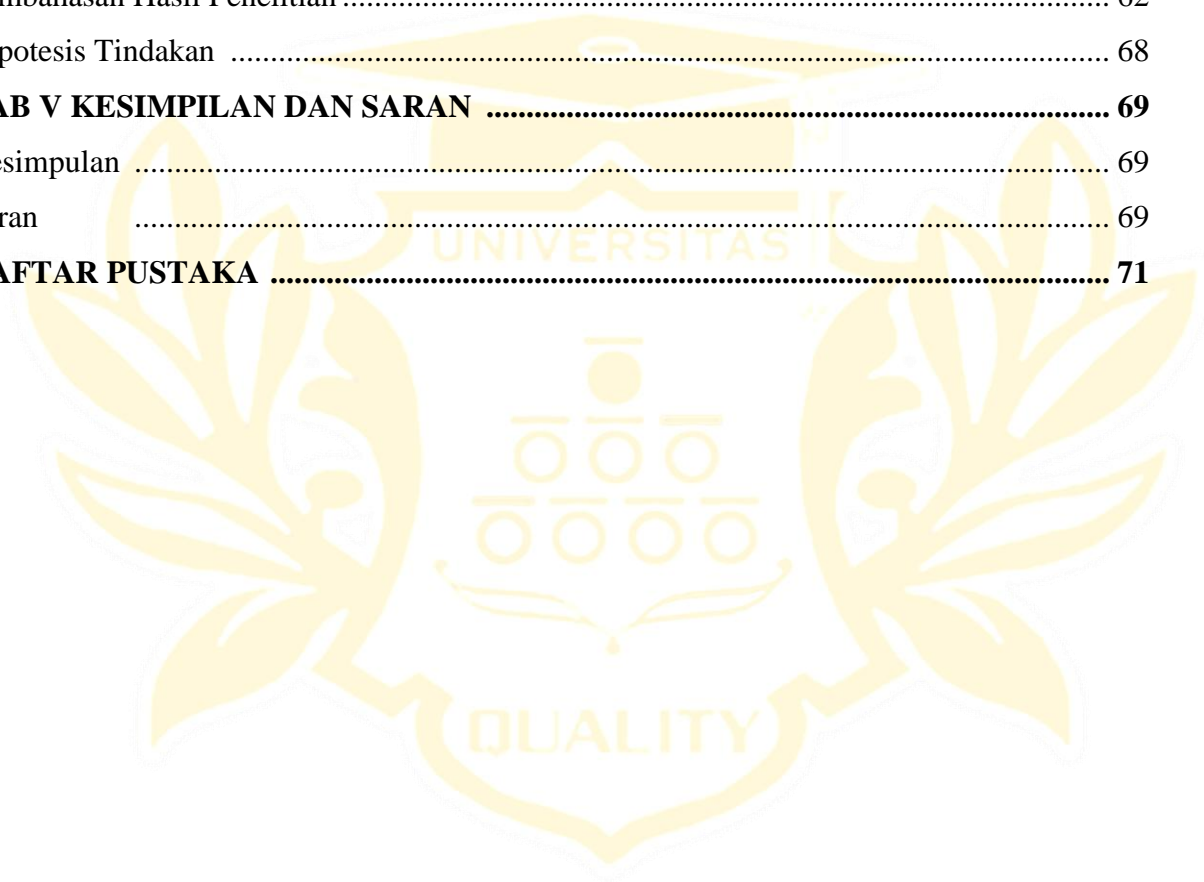 mbahasan Hasil Penelitian ........................................................................................................ 62
potesis Tindakan ........................................................................................................ 68
AB V KESIMPILAN DAN SARAN ........................................................................................ 69
esimpulan ........................................................................................................ 69
ran ........................................................................................................ 69
AFTAR PUSTAKA ........................................................................................................ 71
UNIVERSITAS
QUALITY